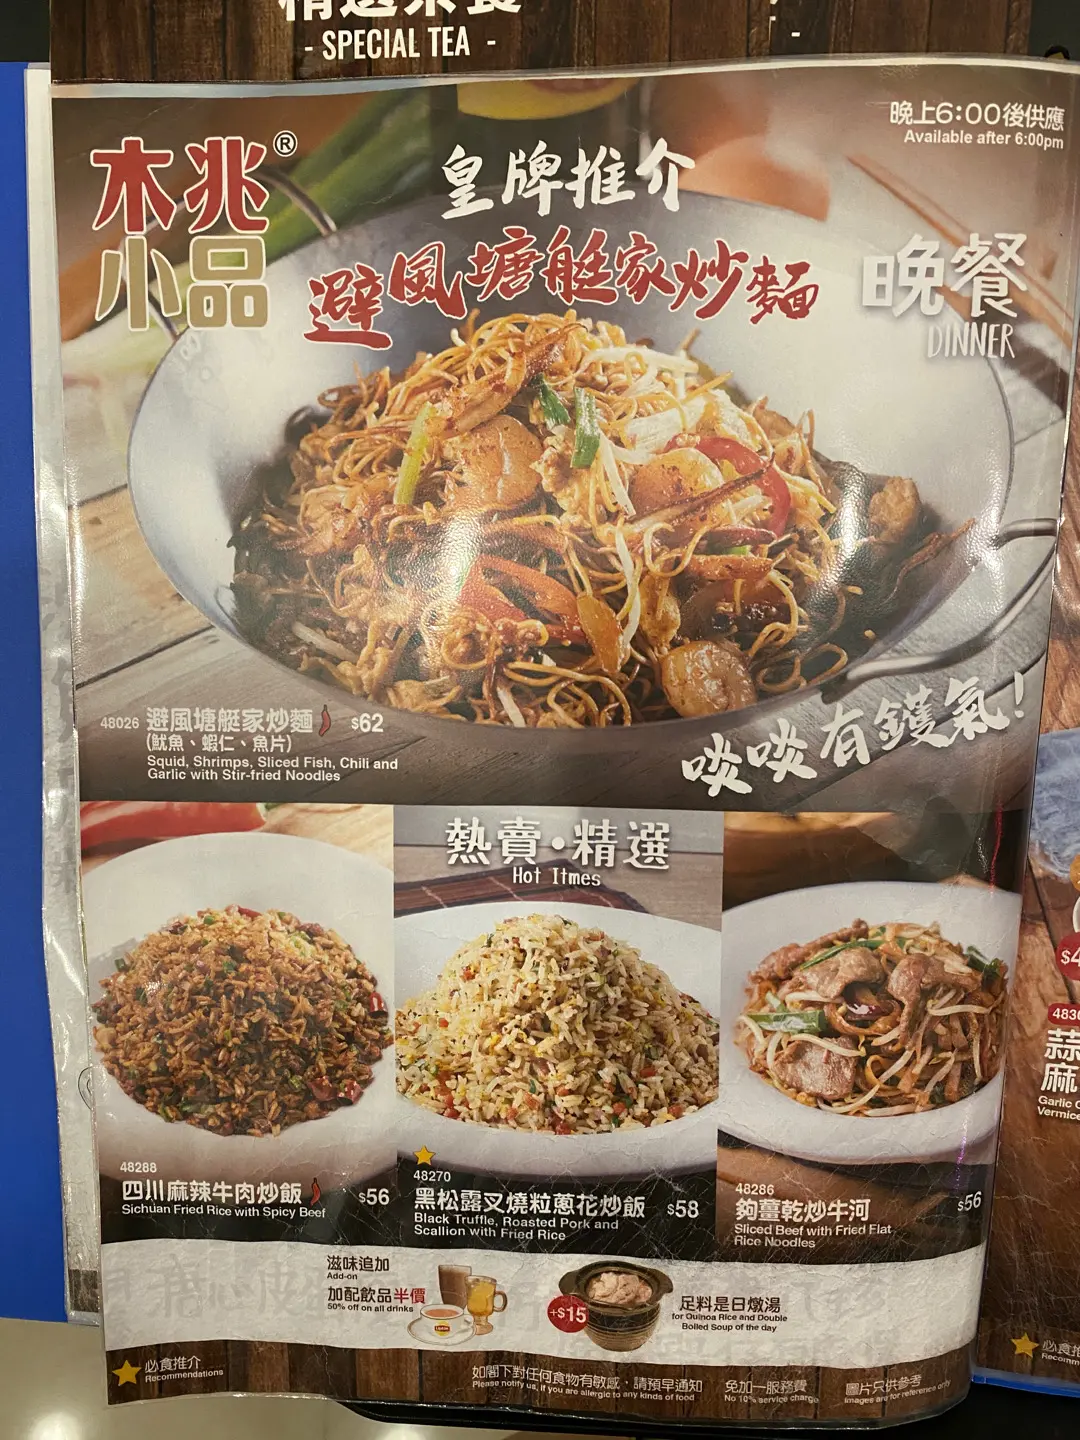 - SPECIAL TEA -
晚上6:00後供應
Available after 6:00pm
木兆®
小品
皇牌推介
避風塘艇家炒麵
晚餐
DINNER
48026 避風塘艇家炒麵 $62
(魷魚、蝦仁、魚片)
Squid, Shrimps, Sliced Fish, Chili and
Garlic with Stir-fried Noodles
啖啖有鑊氣!
熱賣•精選
Hot Itmes
48288
四川麻辣牛肉炒飯 $56
Sichuan Fried Rice with Spicy Beef
48270
黑松露叉燒粒蔥花炒飯 $58
Black Truffle, Roasted Pork and
Scallion with Fried Rice
48286
夠薑乾炒牛河 $56
Sliced Beef with Fried Flat
Rice Noodles
滋味追加
Add-on
加配飲品半價
50% off on all drinks
+$15
足料是日燉湯
for Quinoa Rice and Double
Boiled Soup of the day
必食推介
Recommendations
如閣下對任何食物有敏感，請預早通知
Please notify us, if you are allergic to any kinds of food
免加一服務費
No 10% service charge
圖片只供參考
Images are for reference only
蒜
麻
Garlic